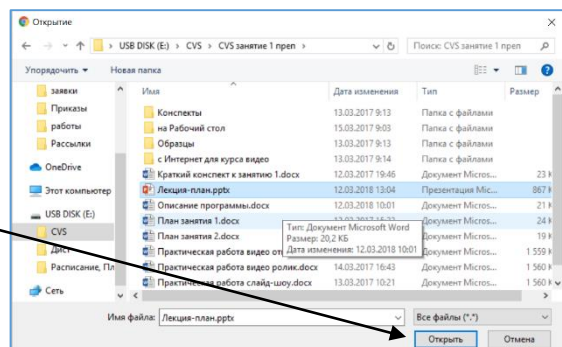 Открытие
USB DISK (E:) › CVS › CVS занятие 1 преп
Поиск: CVS занятие 1 преп
Упорядочить Новая папка
Имя Дата изменения Тип Размер
заявки
Приказы
работы
Рассылки
OneDrive
Этот компьютер
USB DISK (E:)
CVS
Дист
Расписание, Пл
Сеть
Конспекты 13.03.2017 9:13 Папка с файлами
на Рабочий стол 15.03.2017 9:03 Папка с файлами
Образцы 13.03.2017 9:13 Папка с файлами
с Интернет для курса видео 13.03.2017 9:14 Папка с файлами
Краткий конспект к занятию 1.docx 12.03.2017 19:46 Документ Micros... 23
Лекция-план.pptx 12.03.2018 13:04 Презентация Mic... 867
Описание программы.docx 12.03.2018 10:01 Документ Micros... 21
План занятия 1.docx Документ Micros... 24
План занятия 2.docx Документ Micros... 19
Практическая работа видео Документ Micros... 1 559
Практическая работа видео ролик.docx 14.03.2017 16:43 Документ Micros... 1 560
Практическая работа слайд-шоу.docx 13.03.2017 10:21 Документ Micros... 1 560
Тип: Документ Microsoft Word
Размер: 20,2 КБ
Дата изменения: 12.03.2018 10:01
Имя файла: Лекция-план.pptx
Все файлы (*.*)
Открыть Отмена